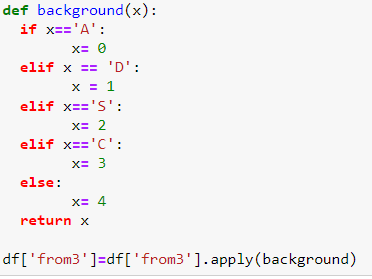 def background(x):
  if x=='A':
        x= 0
  elif x == 'D':
        x = 1
  elif x=='S':
        x= 2
  elif x=='C':
        x= 3
  else:
        x= 4
  return x

df['from3']=df['from3'].apply(background)